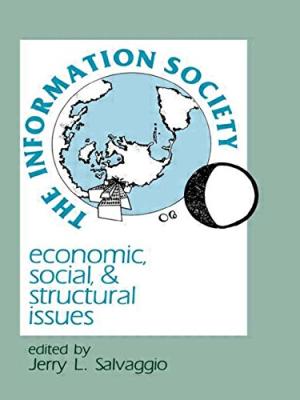 THE INFORMATION SOCIETY
economic,
social, &
structural
issues
edited by
Jerry L. Salvaggio